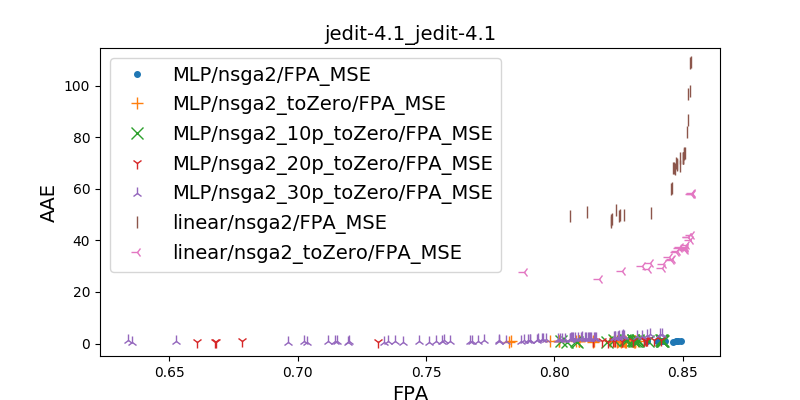 jedit-4.1_jedit-4.1
MLP/nsga2/FPA_MSE
MLP/nsga2_toZero/FPA_MSE
MLP/nsga2_10p_toZero/FPA_MSE
MLP/nsga2_20p_toZero/FPA_MSE
MLP/nsga2_30p_toZero/FPA_MSE
linear/nsga2/FPA_MSE
linear/nsga2_toZero/FPA_MSE
AAE
100
80
60
40
20
0
0.65 0.70 0.75 0.80 0.85
FPA